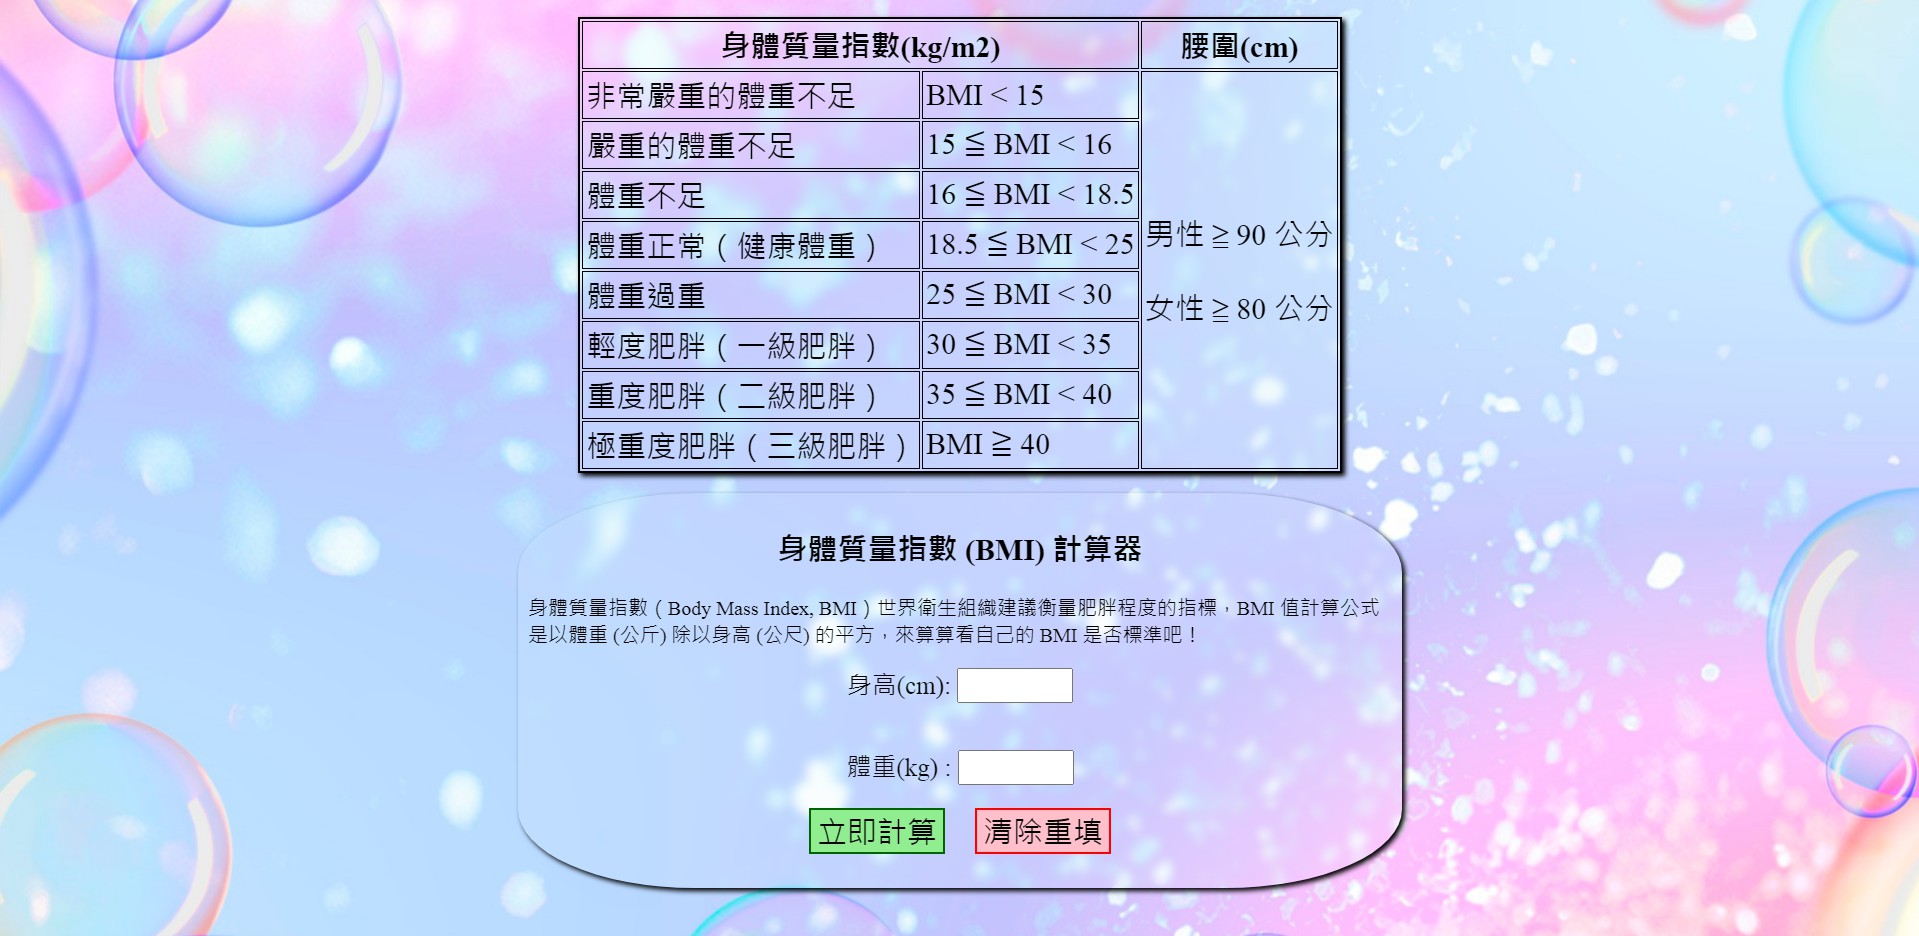 身體質量指數(kg/m2) 腰圍(cm)
非常嚴重的體重不足 BMI < 15
嚴重的體重不足 15 ≦ BMI < 16
體重不足 16 ≦ BMI < 18.5
體重正常（健康體重） 18.5 ≦ BMI < 25
體重過重 25 ≦ BMI < 30
輕度肥胖（一級肥胖） 30 ≦ BMI < 35
重度肥胖（二級肥胖） 35 ≦ BMI < 40
極重度肥胖（三級肥胖） BMI ≧ 40
男性 ≧ 90 公分
女性 ≧ 80 公分
身體質量指數 (BMI) 計算器
身體質量指數（Body Mass Index, BMI）世界衛生組織建議衡量肥胖程度的指標，BMI 值計算公式
是以體重 (公斤) 除以身高 (公尺) 的平方，來算算看自己的 BMI 是否標準吧！
身高(cm):
體重(kg) :
立即計算 清除重填